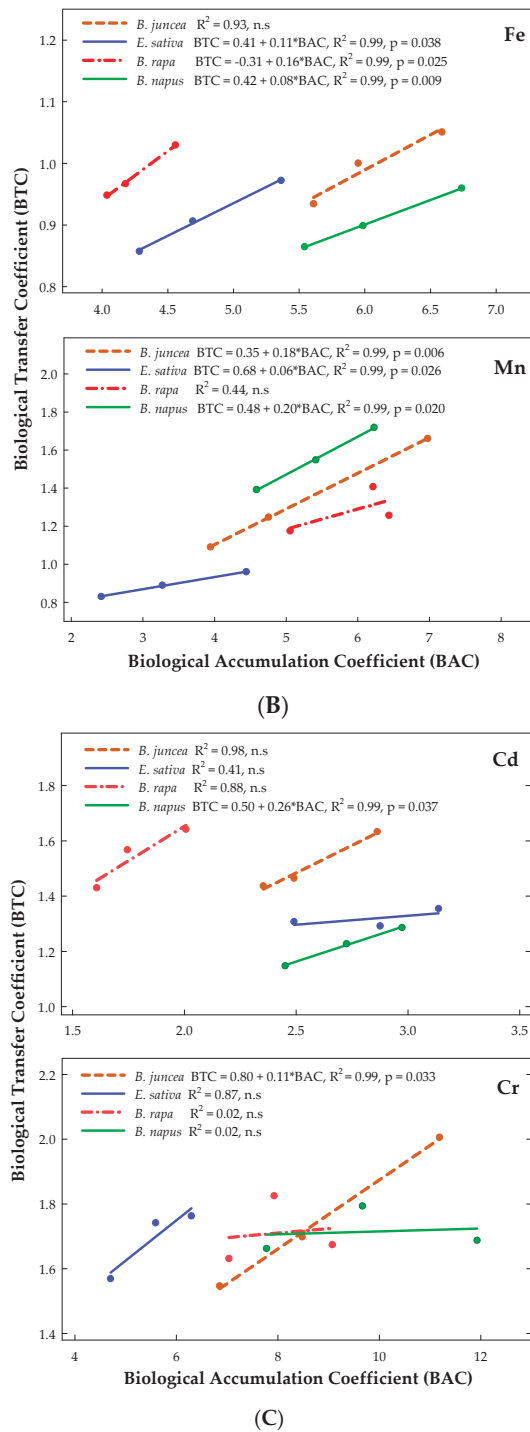 B. juncea R² = 0.93, n.s
Fe
E. sativa BTC = 0.41 + 0.11*BAC, R² = 0.99, p = 0.038
B. rapa BTC = -0.31 + 0.16*BAC, R² = 0.99, p = 0.025
B. napus BTC = 0.42 + 0.08*BAC, R² = 0.99, p = 0.009
1.2
1.1
1.0
0.9
0.8
4.0 4.5 5.0 5.5 6.0 6.5 7.0
Biological Transfer Coefficient (BTC)
B. juncea BTC = 0.35 + 0.18*BAC, R² = 0.99, p = 0.006
E. sativa BTC = 0.68 + 0.06*BAC, R² = 0.99, p = 0.026
Mn
B. rapa R² = 0.44, n.s
B. napus BTC = 0.48 + 0.20*BAC, R² = 0.99, p = 0.020
2.0
1.8
1.6
1.4
1.2
1.0
0.8
2 3 4 5 6 7 8
Biological Accumulation Coefficient (BAC)
(B)
B. juncea R² = 0.98, n.s
Cd
E. sativa R² = 0.41, n.s
B. rapa R² = 0.88, n.s
B. napus BTC = 0.50 + 0.26*BAC, R² = 0.99, p = 0.037
1.8
1.6
1.4
1.2
1.0
1.5 2.0 2.5 3.0 3.5
Biological Transfer Coefficient (BTC)
B. juncea BTC = 0.80 + 0.11*BAC, R² = 0.99, p = 0.033
Cr
E. sativa R² = 0.87, n.s
B. rapa R² = 0.02, n.s
B. napus R² = 0.02, n.s
2.2
2.0
1.8
1.6
1.4
4 6 8 10 12
Biological Accumulation Coefficient (BAC)
(C)